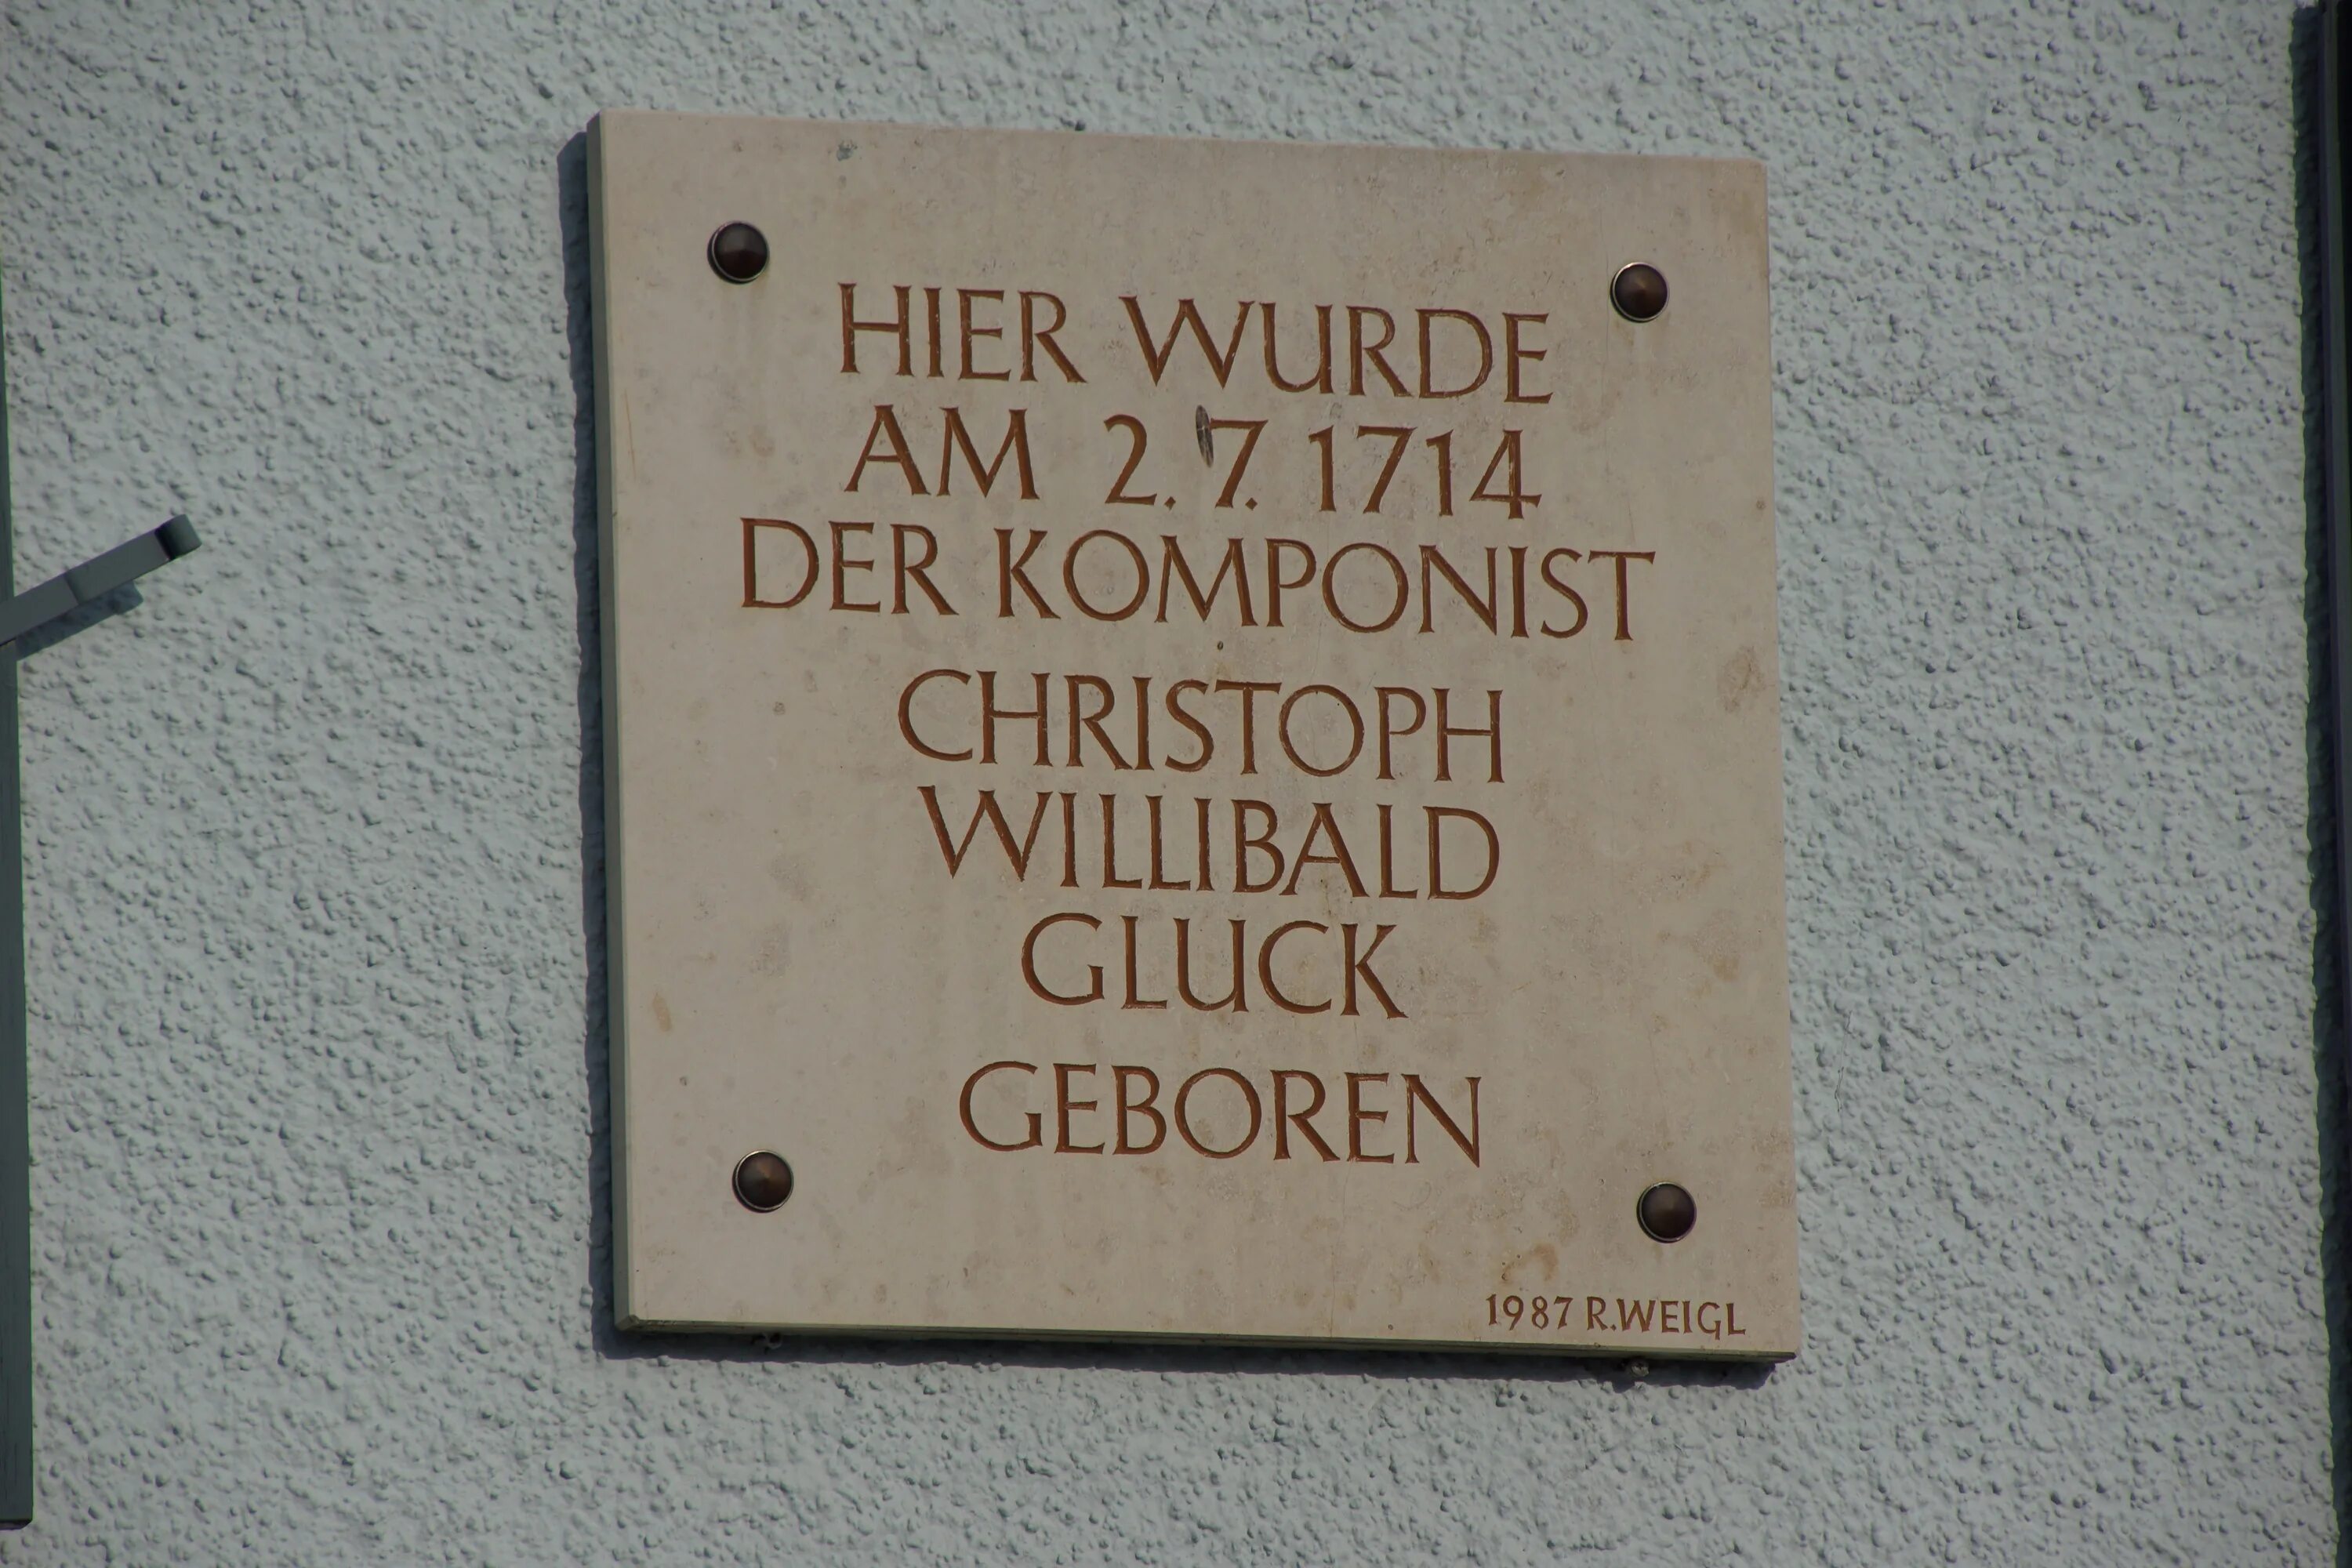 HIER WURDE
AM 2. 7. 1714
DER KOMPONIST
CHRISTOPH
WILLIBALD
GLUCK
GEBOREN
1987 R.WEIGL